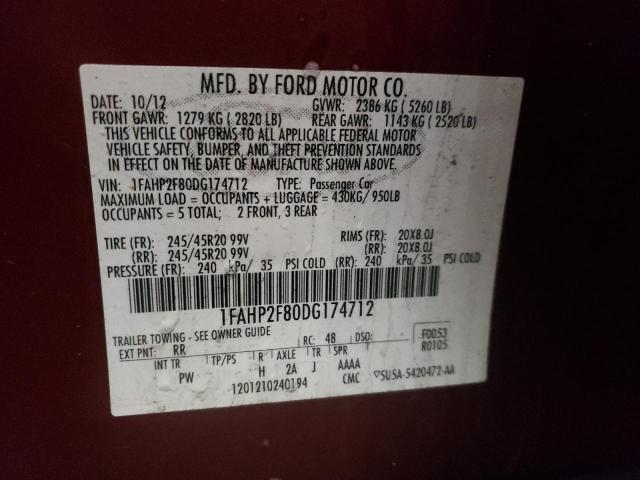 MFD. BY FORD MOTOR CO.
DATE: 10/12 GVWR: 2386 KG ( 5260 LB)
FRONT GAWR: 1279 KG ( 2820 LB) REAR GAWR: 1143 KG ( 2520 LB)
THIS VEHICLE CONFORMS TO ALL APPLICABLE FEDERAL MOTOR
VEHICLE SAFETY, BUMPER, AND THEFT PREVENTION STANDARDS
IN EFFECT ON THE DATE OF MANUFACTURE SHOWN ABOVE.
VIN: 1FAHP2F80DG174712 TYPE: Passenger Car
MAXIMUM LOAD = OCCUPANTS + LUGGAGE = 430KG/ 950LB
OCCUPANTS = 5 TOTAL; 2 FRONT, 3 REAR
TIRE (FR): 245/45R20 99V RIMS (FR): 20X8.0J
(RR): 245/45R20 99V (RR): 20X8.0J
PRESSURE (FR): 240 kPa/ 35 PSI COLD (RR): 240 kPa/ 35 PSI COLD
1FAHP2F80DG174712
TRAILER TOWING - SEE OWNER GUIDE
EXT PNT: RR RC: 48 DSO: F0053
R0105
INT TR TP/PS R AXLE TR SPR
PW H 2A J AAAA
1201210240194 CMC 5U5A-5420472-AA